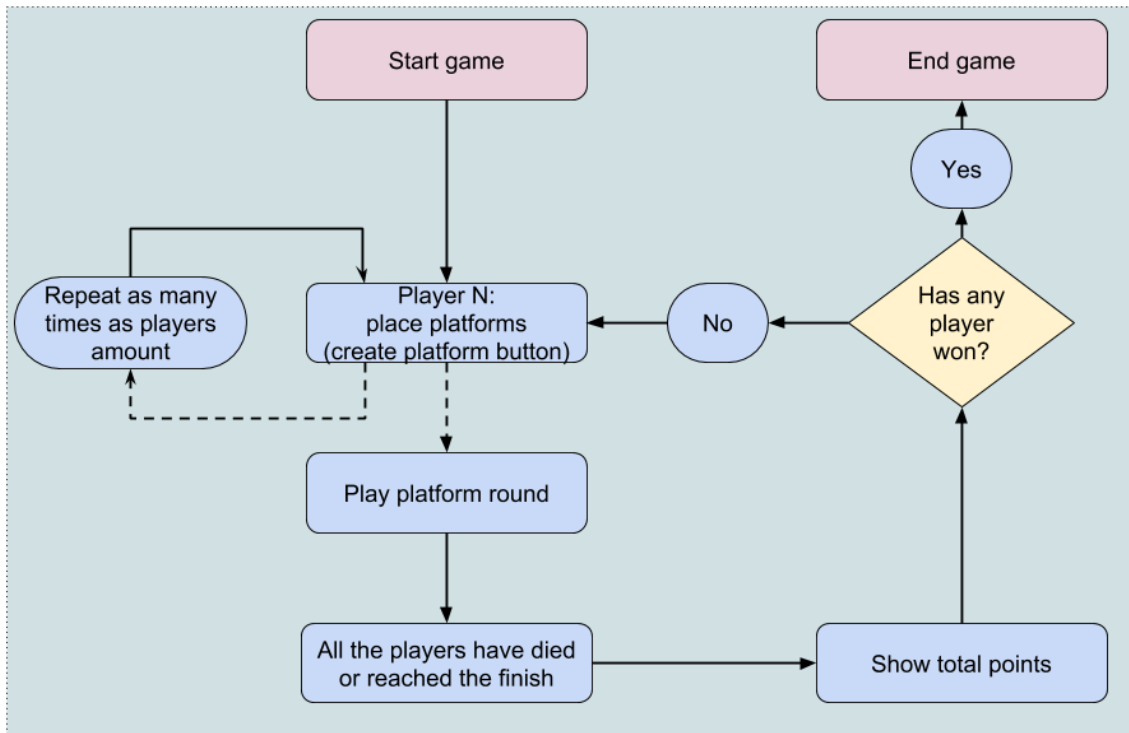 Start game
End game
Yes
Repeat as many
times as players
amount
Player N:
place platforms
(create platform button)
No
Has any
player
won?
Play platform round
All the players have died
or reached the finish
Show total points